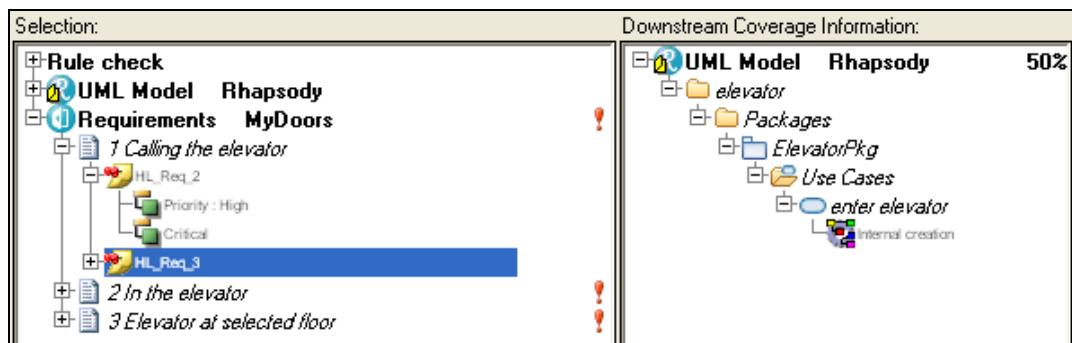 Selection:
Rule check
UML Model Rhapsody
Requirements MyDoors
1 Calling the elevator
HL_Req_2
Priority : High
Critical
HL_Req_3
2 In the elevator
3 Elevator at selected floor
Downstream Coverage Information:
UML Model Rhapsody 50%
elevator
Packages
ElevatorPkg
Use Cases
enter elevator
Internal creation